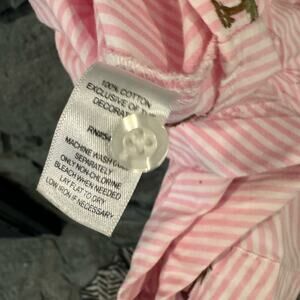 100% COTTON
EXCLUSIVE OF
DECORA
RN#
MACHINE WASH
SEPARATELY
ONLY NON-CHLORINE
BLEACH WHEN NEEDED
LAY FLAT TO DRY
LOW IRON IF NECESSARY